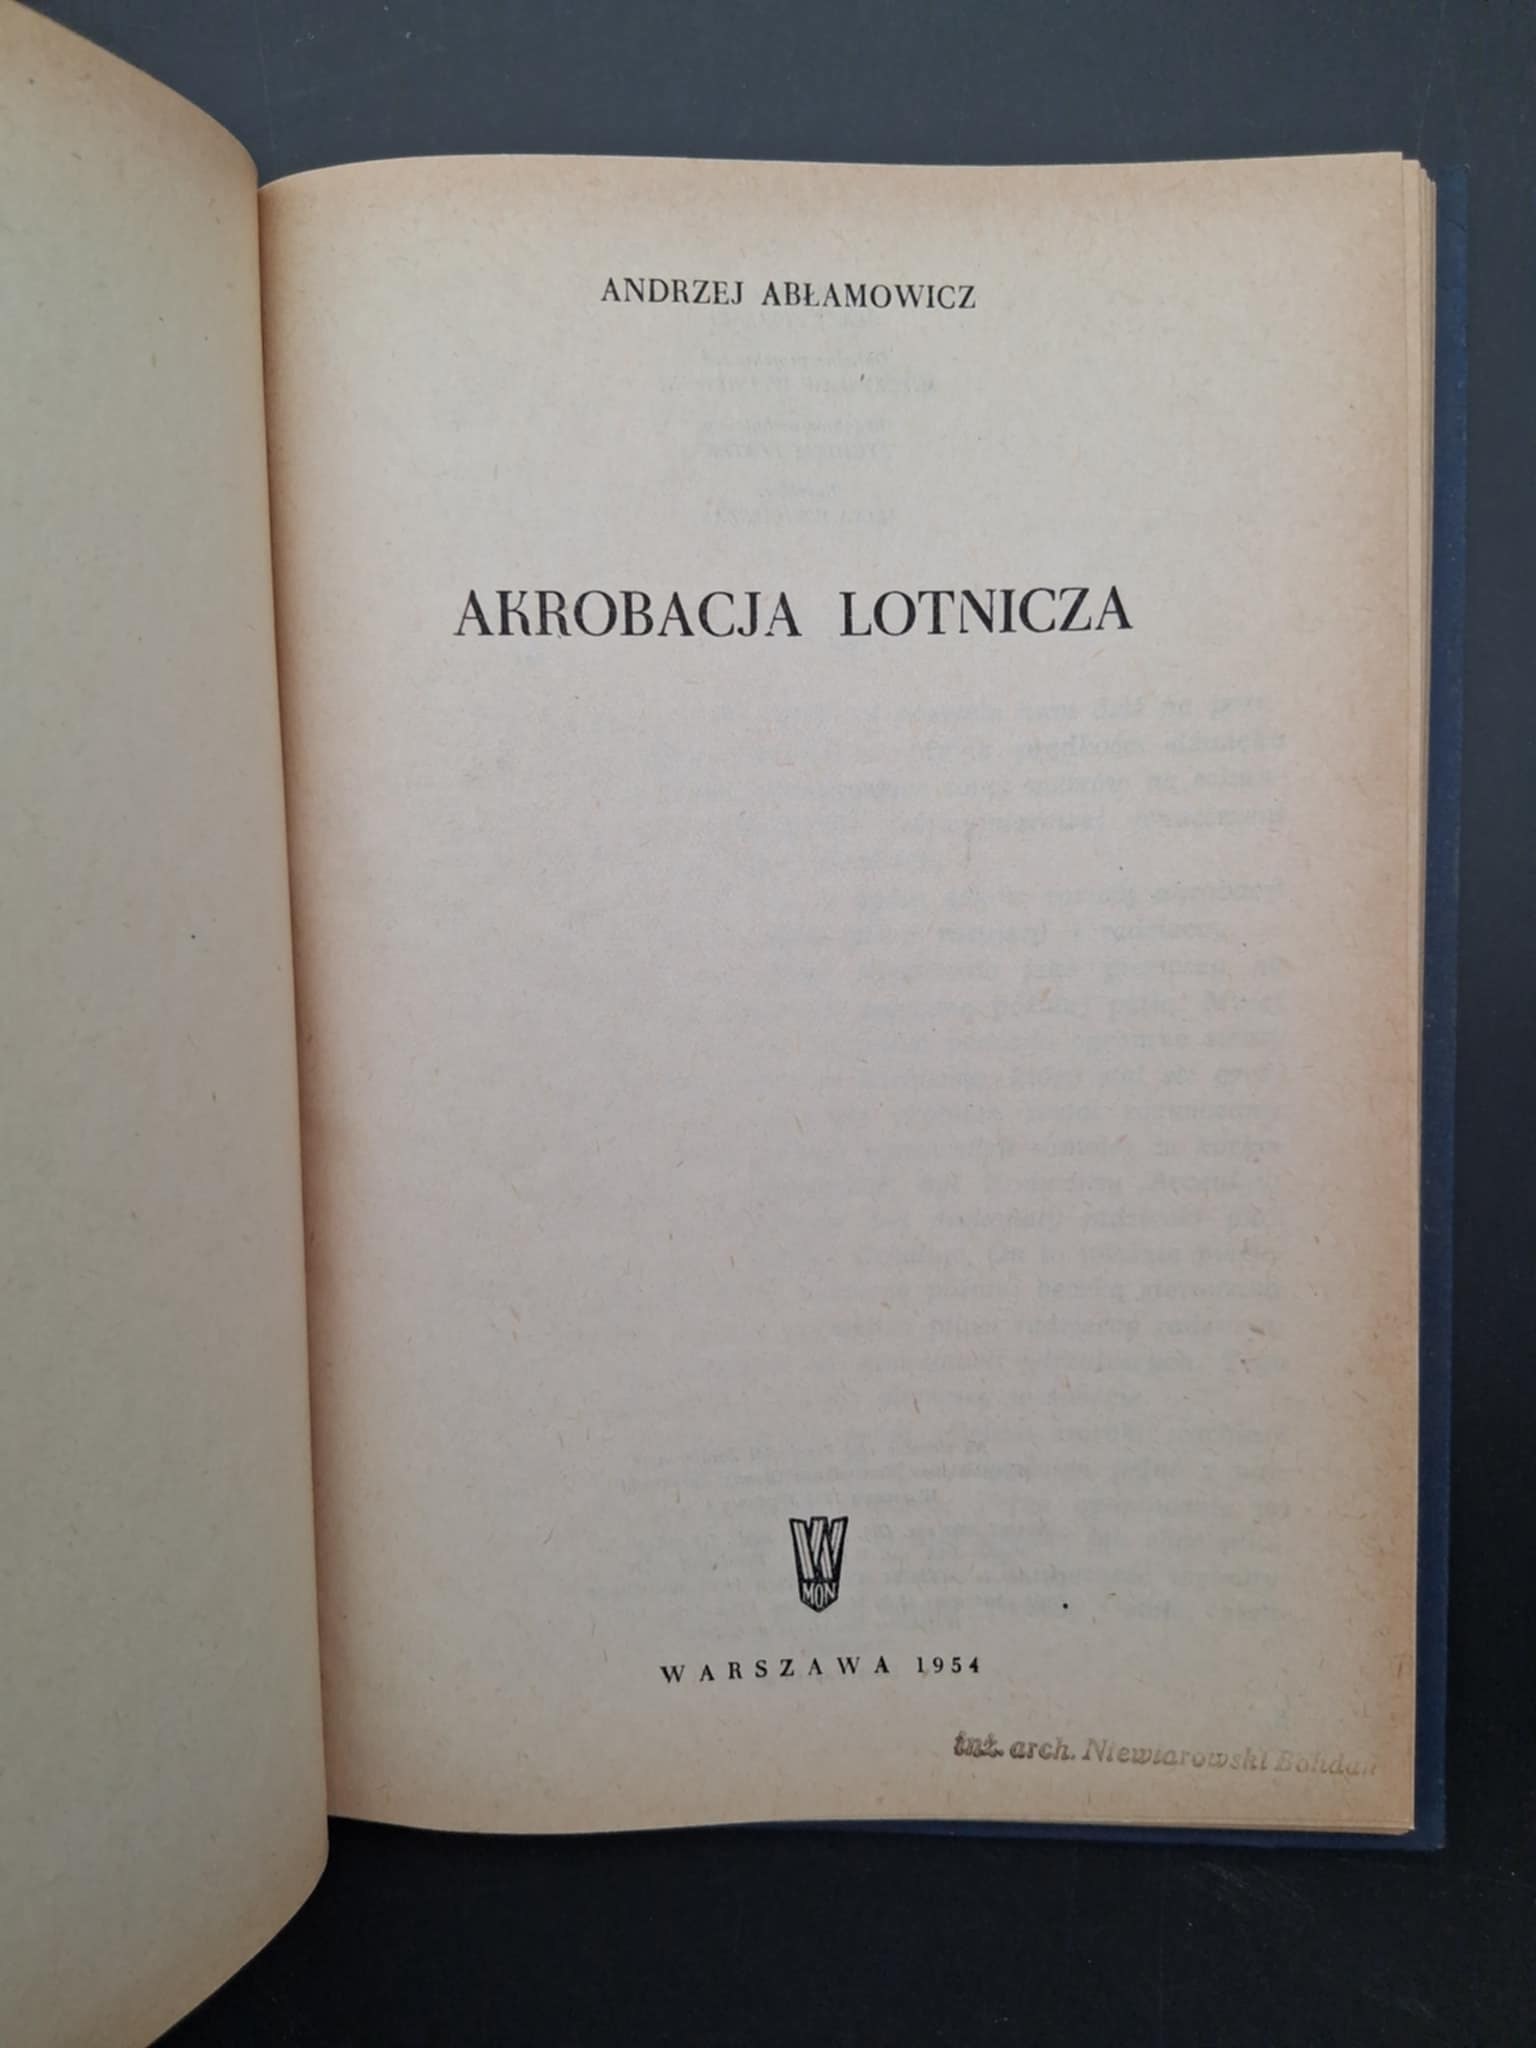 ANDRZEJ ABŁAMOWICZ
AKROBACJA LOTNICZA
W
MON
WARSZAWA 1954
inż. arch. Niewiarowski Bohdan